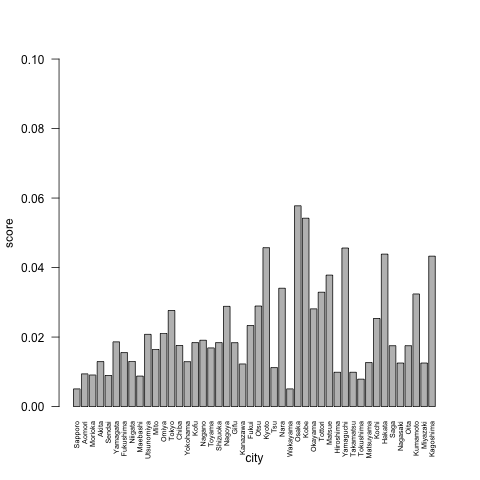 0.10
0.08
0.06
0.04
0.02
0.00
score
Sapporo
Aomori
Morioka
Akita
Sendai
Yamagata
Fukushima
Niigata
Maebashi
Utsunomiya
Mito
Omiya
Tokyo
Chiba
Yokohama
Kofu
Nagano
Toyama
Shizuoka
Nagoya
Gifu
Kanazawa
Fukui
Otsu
Kyoto
Tsu
Nara
Wakayama
Osaka
Kobe
Okayama
Tottori
Matsue
Hiroshima
Yamaguchi
Takamatsu
Tokushima
Matsuyama
Kochi
Hakata
Saga
Nagasaki
Oita
Kumamoto
Miyazaki
Kagoshima
city